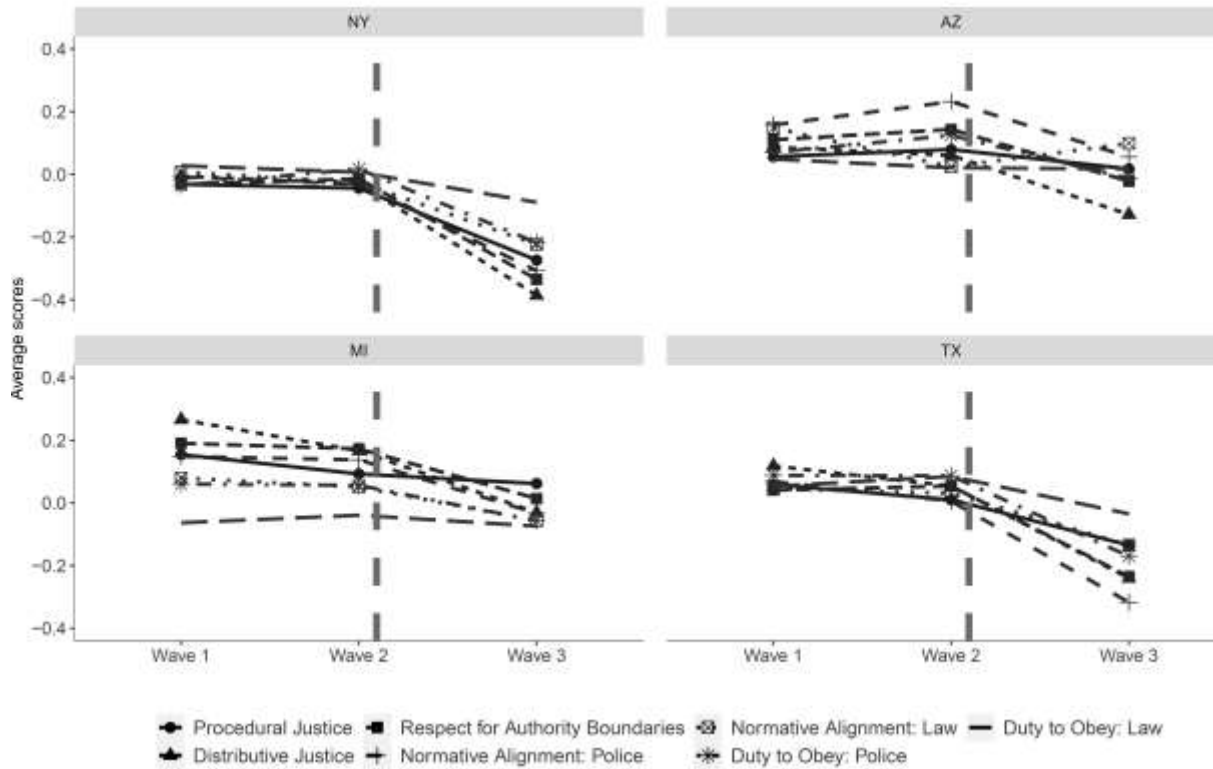 NY
AZ
0.4
0.2
0.0
−0.2
−0.4
MI
TX
Average scores
0.4
0.2
0.0
−0.2
−0.4
Wave 1
Wave 2
Wave 3
Wave 1
Wave 2
Wave 3
Procedural Justice
Respect for Authority Boundaries
Normative Alignment: Law
Duty to Obey: Law
Distributive Justice
Normative Alignment: Police
Duty to Obey: Police